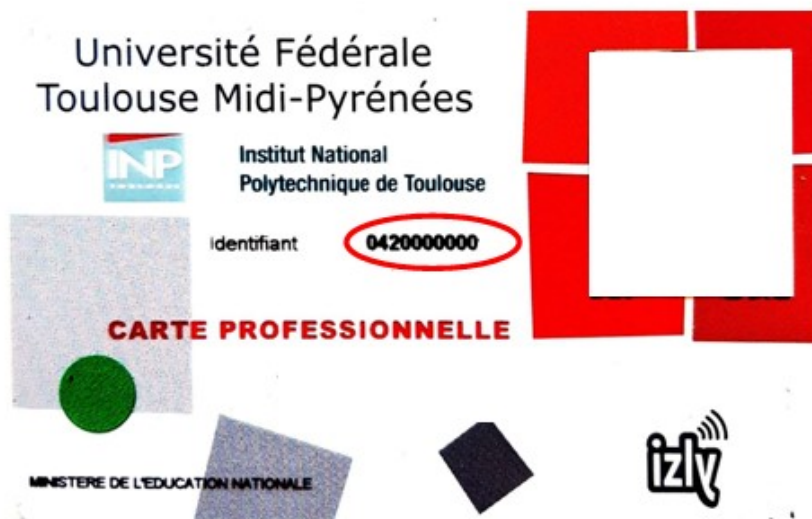 Université Fédérale
Toulouse Midi-Pyrénées
INP
Institut National
Polytechnique de Toulouse
Identifiant 0420000000
CARTE PROFESSIONNELLE
izly
MINISTERE DE L'EDUCATION NATIONALE